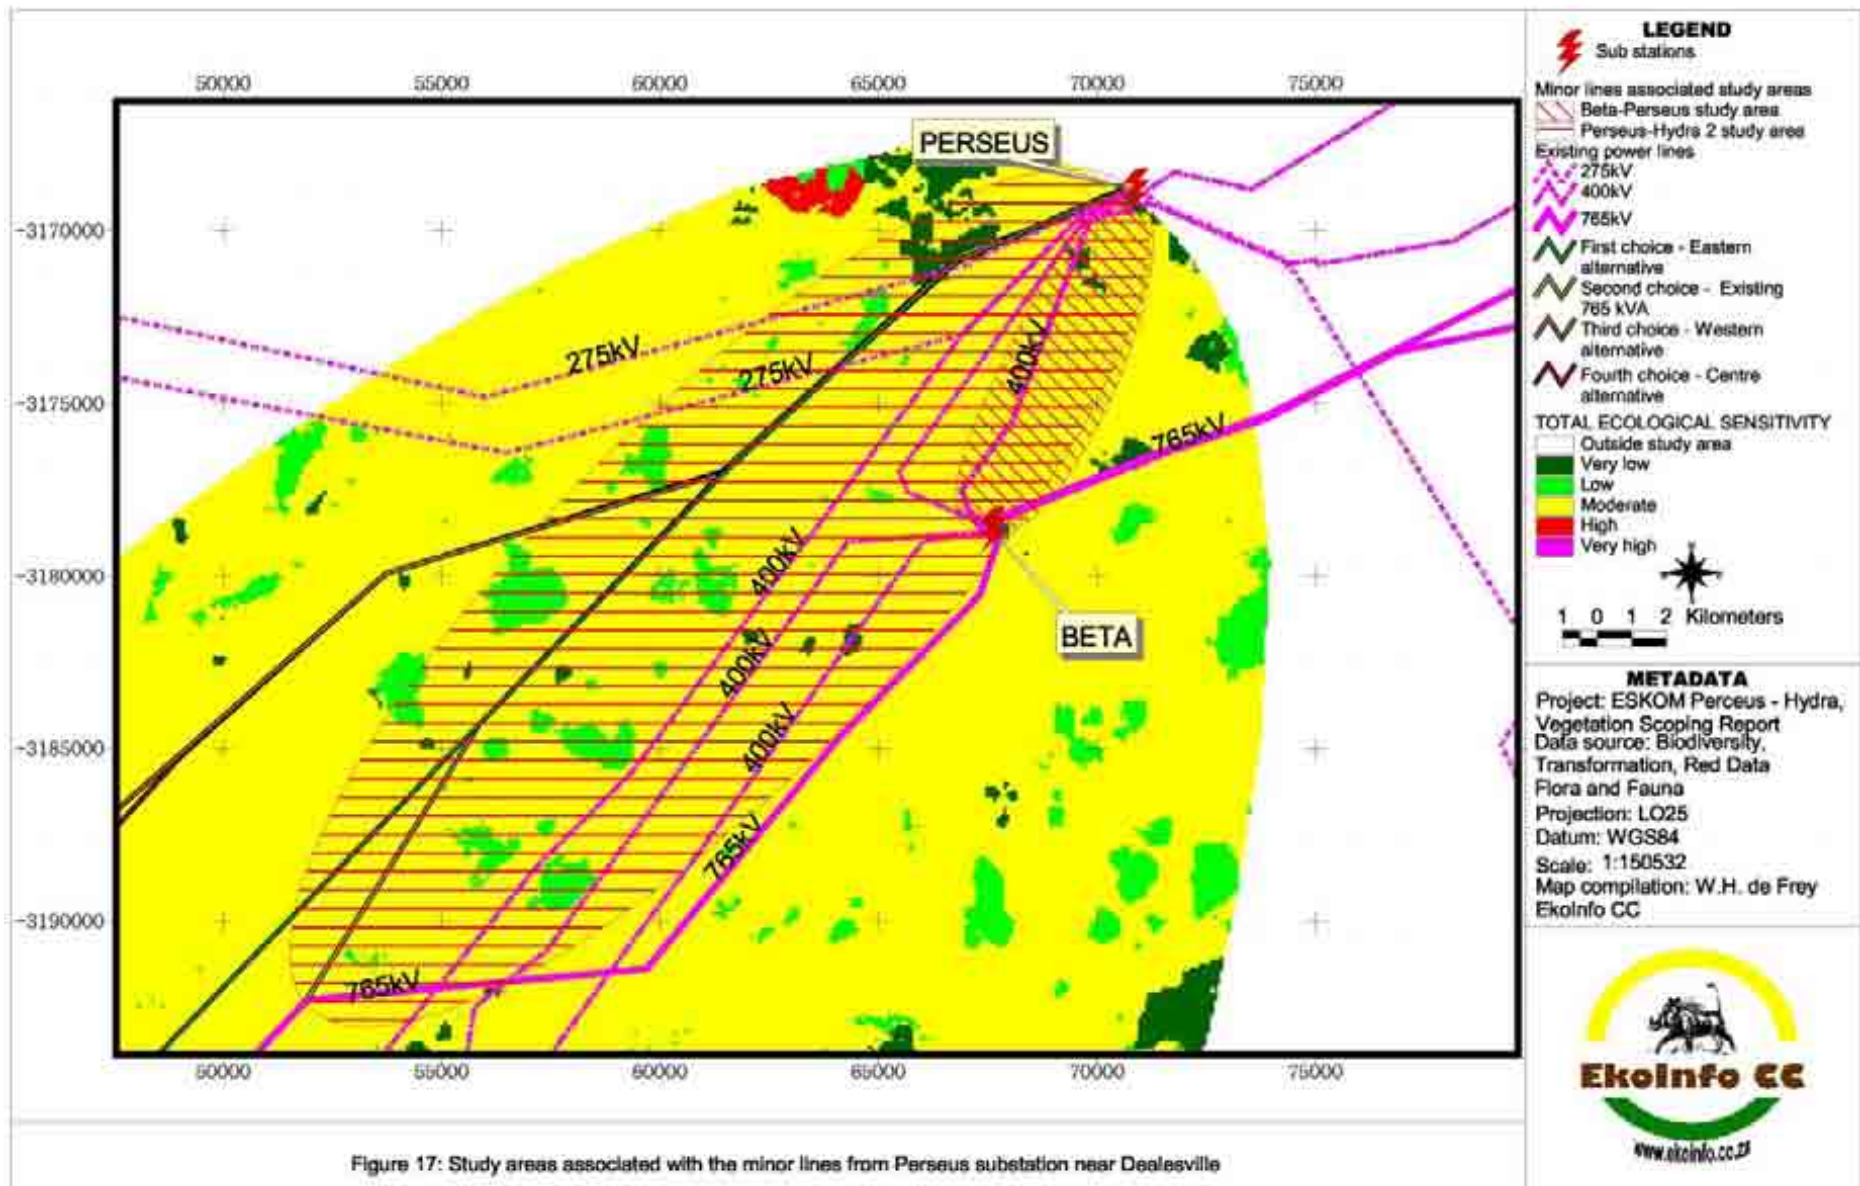 50000 55000 60000 65000 70000 75000
PERSEUS
-3170000
275kV
275kV
400kV
-3175000
765kV
400kV
-3180000
BETA
400kV
400kV
-3185000
765kV
-3190000
765kV
50000 55000 60000 65000 70000 75000
Figure 17: Study areas associated with the minor lines from Perseus substation near Dealesville
LEGEND
Sub stations
Minor lines associated study areas
Beta-Perseus study area
Perseus-Hydra 2 study area
Existing power lines
275kV
400kV
765kV
First choice - Eastern
alternative
Second choice - Existing
765 kVA
Third choice - Western
alternative
Fourth choice - Centre
alternative
TOTAL ECOLOGICAL SENSITIVITY
Outside study area
Very low
Low
Moderate
High
Very high
1 0 1 2 Kilometers
METADATA
Project: ESKOM Perceus - Hydra,
Vegetation Scoping Report
Data source: Biodiversity,
Transformation, Red Data
Flora and Fauna
Projection: LO25
Datum: WGS84
Scale: 1:150532
Map compilation: W.H. de Frey
EkoInfo CC
EkoInfo CC
www.ekoinfo.co.za